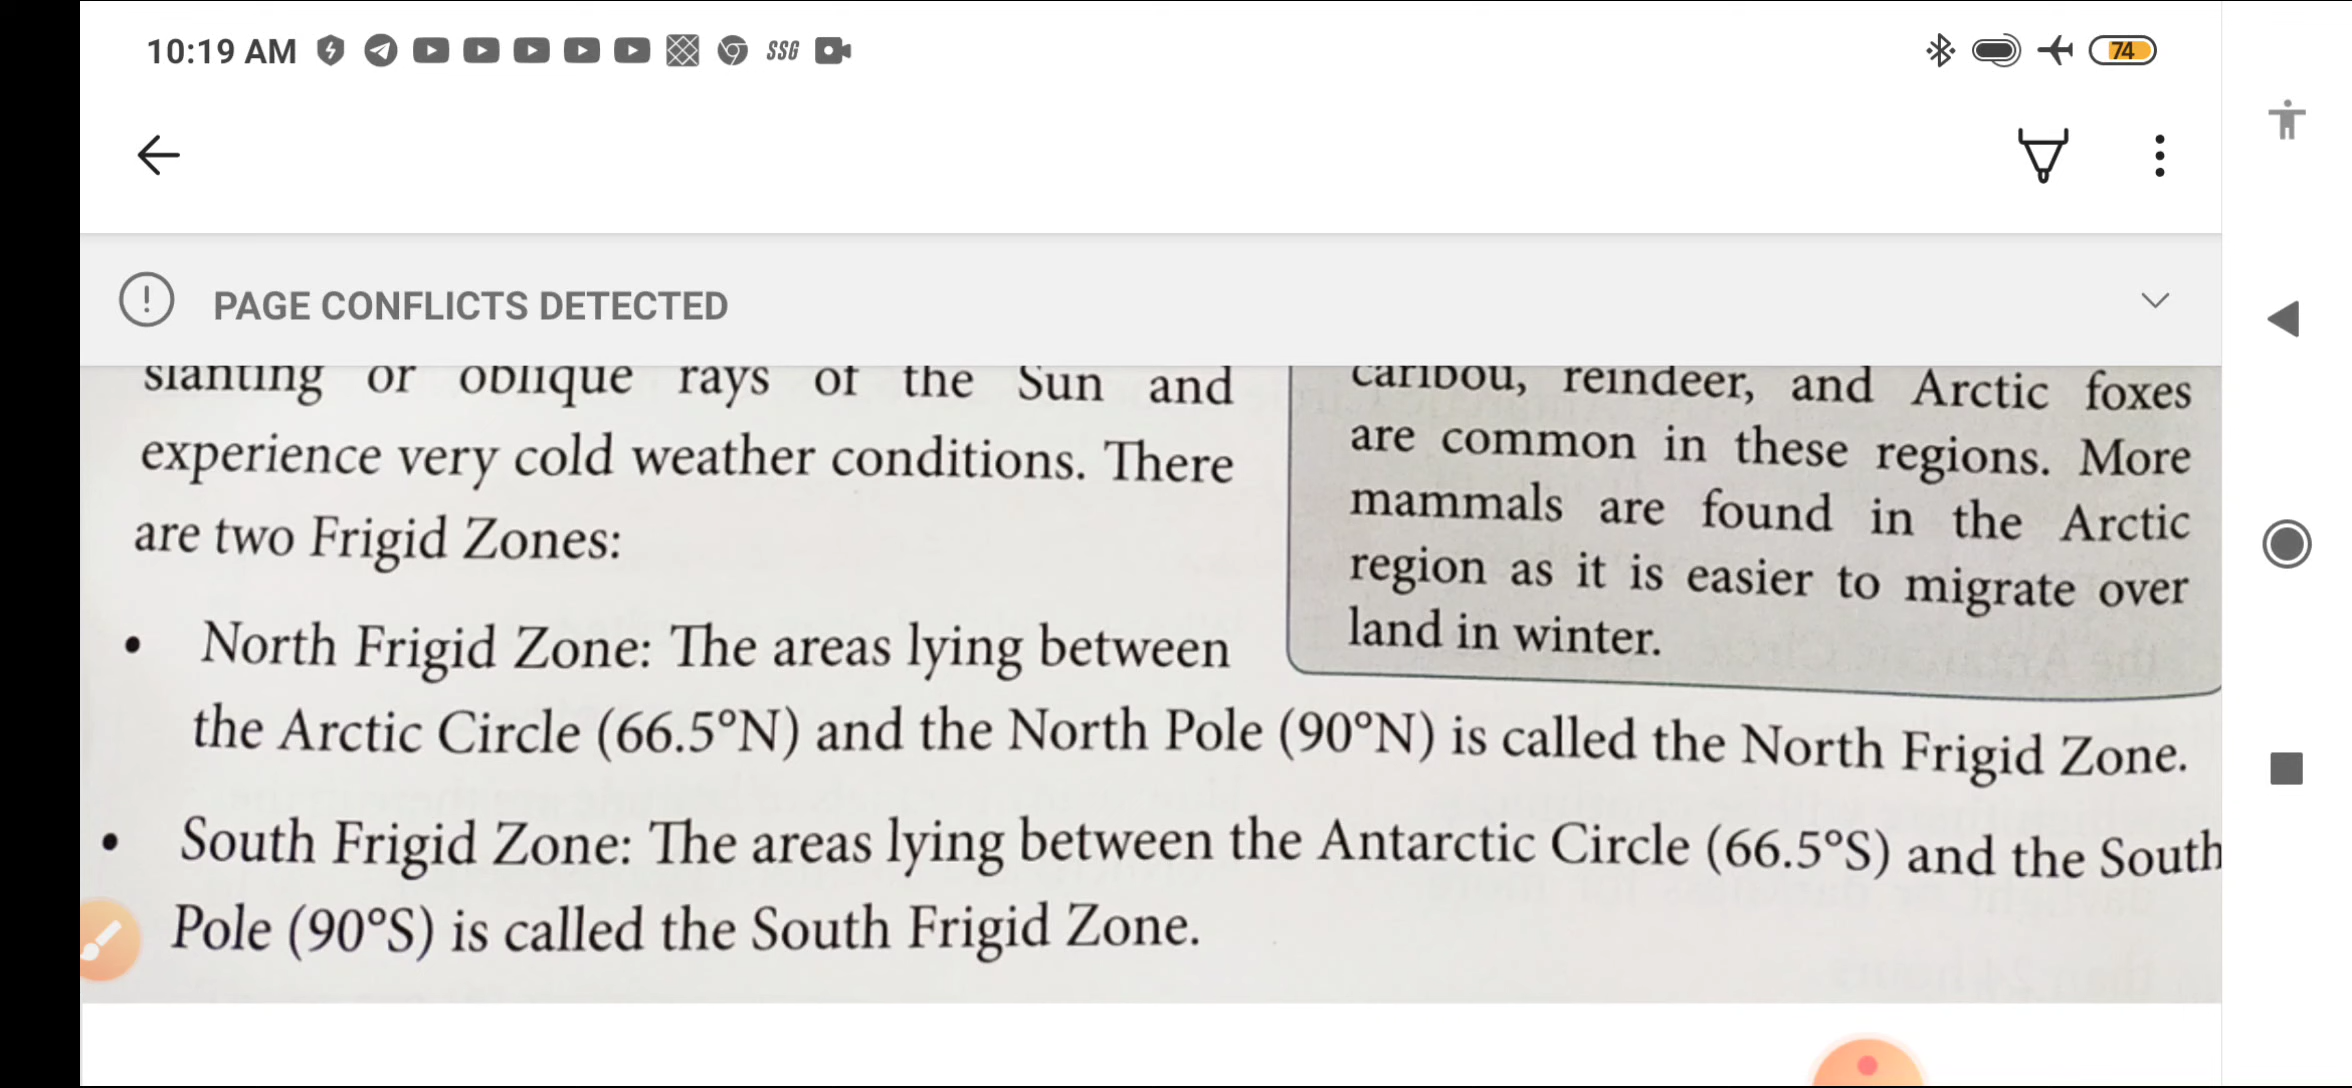 10:19 AM SSG 74
PAGE CONFLICTS DETECTED
slanting or oblique rays of the Sun and
experience very cold weather conditions. There
are two Frigid Zones:
• North Frigid Zone: The areas lying between
caribou, reindeer, and Arctic foxes
are common in these regions. More
mammals are found in the Arctic
region as it is easier to migrate over
land in winter.
the Arctic Circle (66.5°N) and the North Pole (90°N) is called the North Frigid Zone.
• South Frigid Zone: The areas lying between the Antarctic Circle (66.5°S) and the South
Pole (90°S) is called the South Frigid Zone.